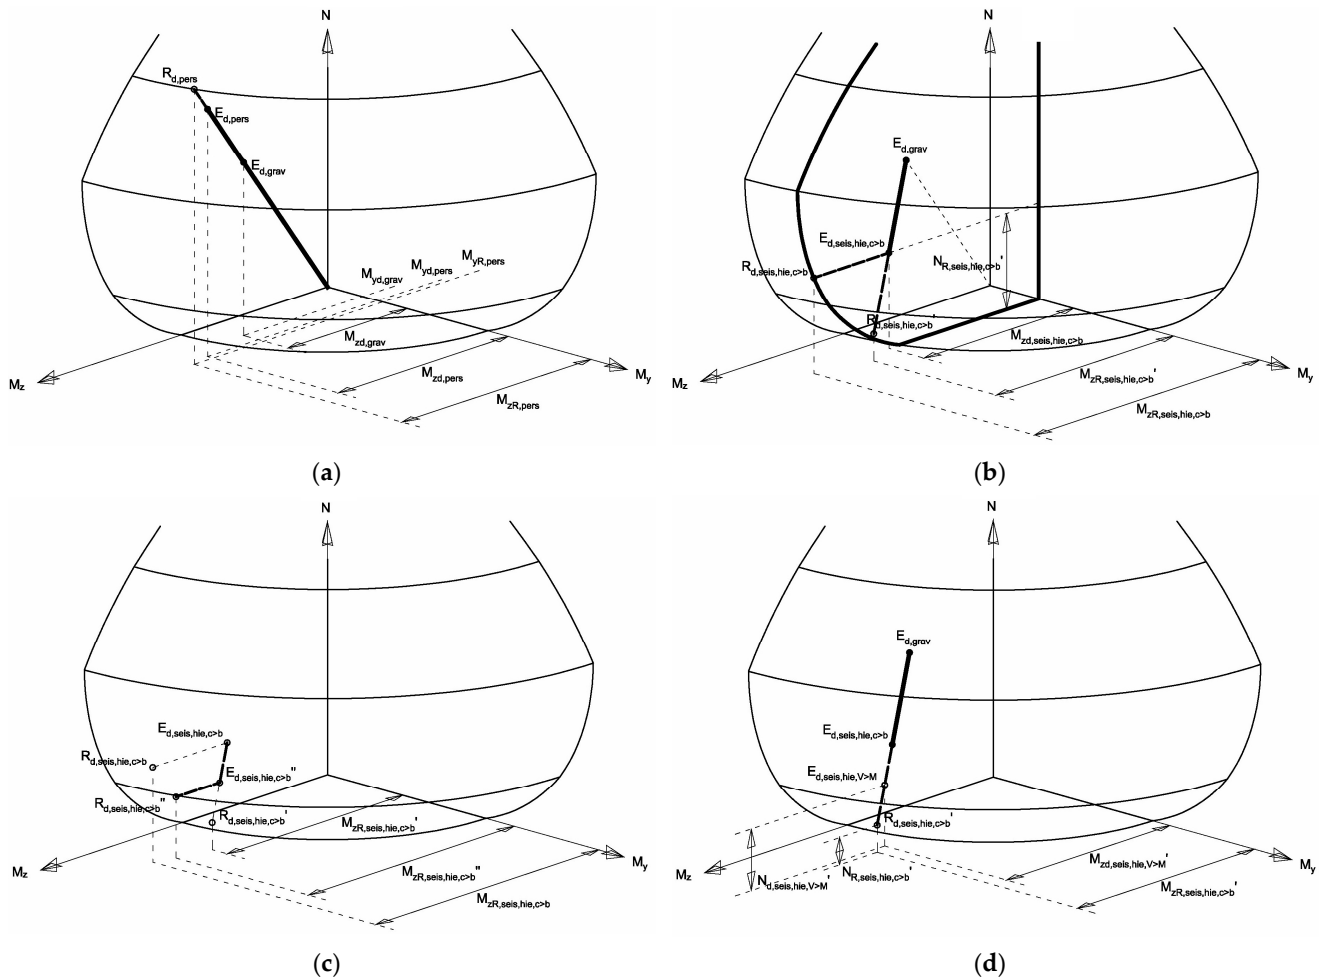 N
R_d,pers
E_d,pers
E_d,grav
M_yR,pers
M_yd,pers
M_yd,grav
M_zd,grav
M_zd,pers
M_zR,pers
M_z
M_y
(a)
N
E_d,grav
E_d,seis,hie,c>b
R_d,seis,hie,c>b
N_R,seis,hie,c>b'
R_d,seis,hie,c>b'
M_zd,seis,hie,c>b
M_zR,seis,hie,c>b'
M_zR,seis,hie,c>b
M_z
M_y
(b)
N
E_d,seis,hie,c>b
R_d,seis,hie,c>b
E_d,seis,hie,c>b''
R_d,seis,hie,c>b''
R_d,seis,hie,c>b'
M_zR,seis,hie,c>b'
M_zR,seis,hie,c>b''
M_zR,seis,hie,c>b
M_z
M_y
(c)
N
E_d,grav
E_d,seis,hie,c>b
E_d,seis,hie,V>M'
R_d,seis,hie,c>b'
M_zd,seis,hie,V>M'
N_d,seis,hie,V>M'
N_R,seis,hie,c>b'
M_zR,seis,hie,c>b'
M_z
M_y
(d)